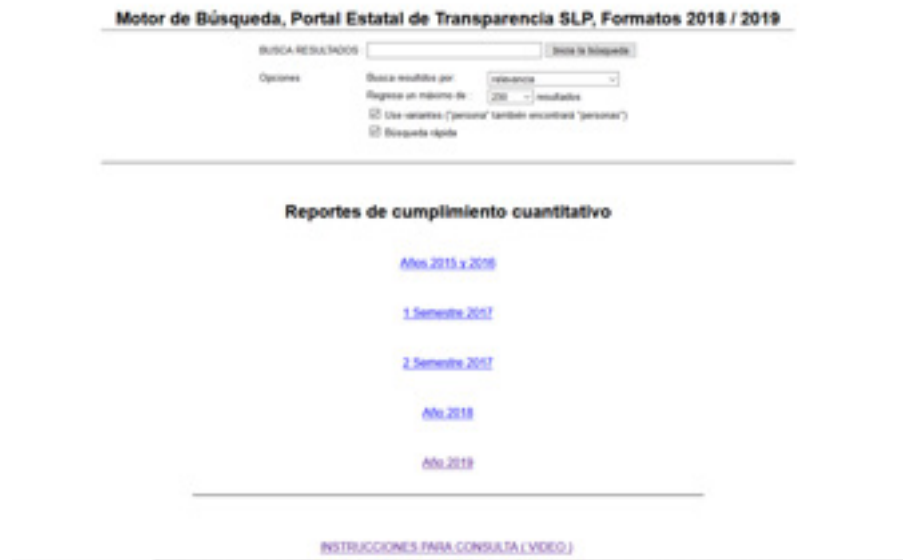 Motor de Búsqueda, Portal Estatal de Transparencia SLP, Formatos 2018 / 2019
BUSCA RESULTADOS Inicia la búsqueda
Opciones Busca resultdos por: relevancia
Regresa un máximo de : 250 resultados
Use variantes ("persona" también encontrará "personas")
Búsqueda rápida
Reportes de cumplimiento cuantitativo
Años 2015 y 2016
1 Semestre 2017
2 Semestre 2017
Año 2018
Año 2019
INSTRUCCIONES PARA CONSULTA ( VIDEO )